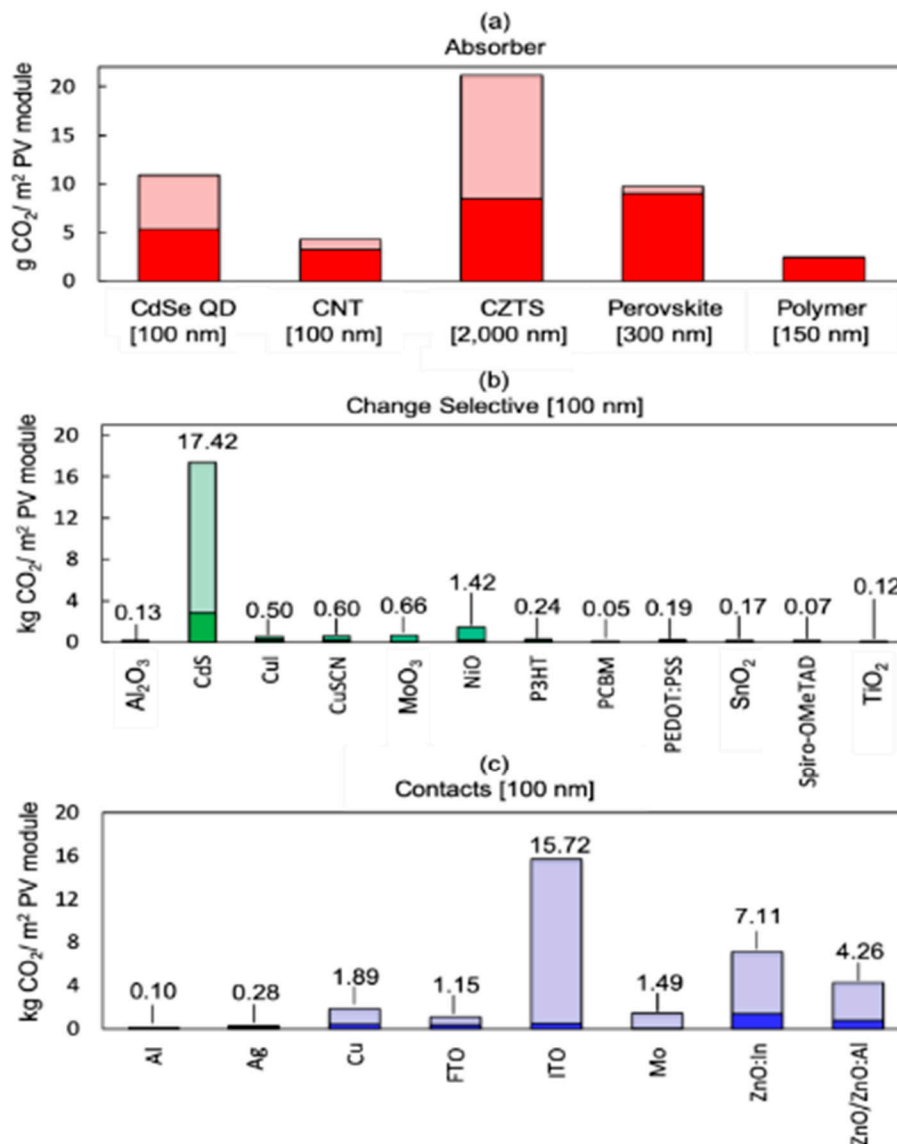 (a)
Absorber
g CO₂/ m² PV module
20
15
10
5
0
CdSe QD
[100 nm]
CNT
[100 nm]
CZTS
[2,000 nm]
Perovskite
[300 nm]
Polymer
[150 nm]
(b)
Change Selective [100 nm]
kg CO₂/ m² PV module
20
16
12
8
4
0
0.13
17.42
0.50
0.60
0.66
1.42
0.24
0.05
0.19
0.17
0.07
0.12
Al₂O₃
CdS
CuI
CuSCN
MoO₃
NiO
P3HT
PCBM
PEDOT:PSS
SnO₂
Spiro-OMeTAD
TiO₂
(c)
Contacts [100 nm]
kg CO₂/ m² PV module
20
16
12
8
4
0
0.10
0.28
1.89
1.15
15.72
1.49
7.11
4.26
Al
Ag
Cu
FTO
ITO
Mo
ZnO:In
ZnO/ZnO:Al